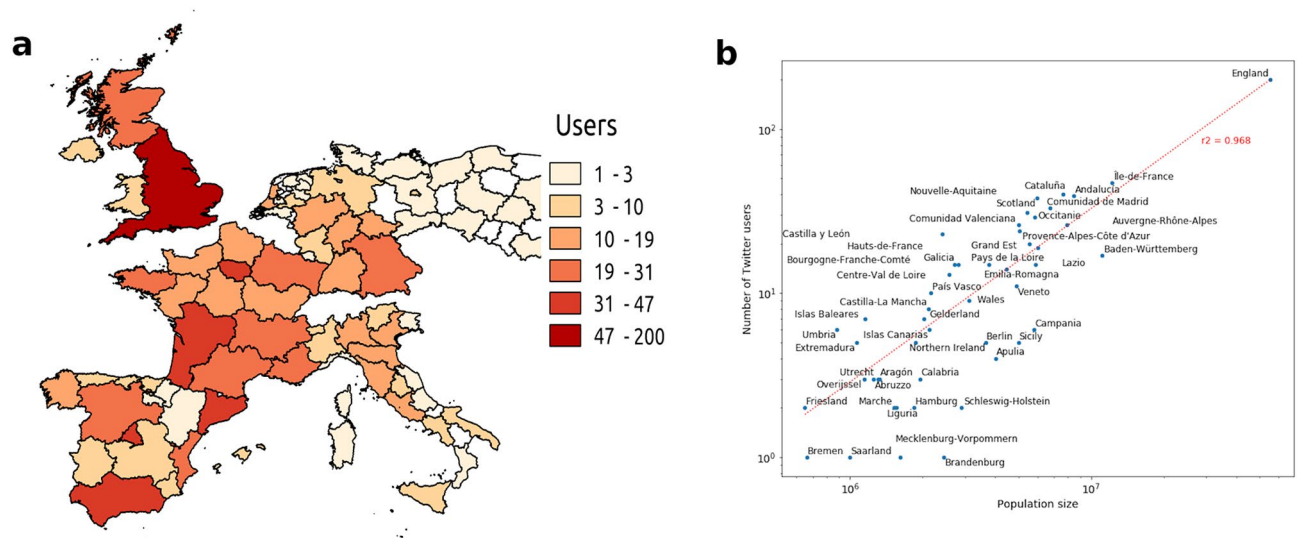 a
Users
1 - 3
3 - 10
10 - 19
19 - 31
31 - 47
47 - 200
b
Number of Twitter users
10²
10¹
10⁰
England
r2 = 0.968
Île-de-France
Cataluña
Andalucía
Nouvelle-Aquitaine
Scotland
Comunidad de Madrid
Occitanie
Comunidad Valenciana
Auvergne-Rhône-Alpes
Castilla y León
Provence-Alpes-Côte d'Azur
Hauts-de-France
Grand Est
Baden-Württemberg
Bourgogne-Franche-Comté
Galicia
Pays de la Loire
Lazio
Centre-Val de Loire
Emilia-Romagna
País Vasco
Veneto
Castilla-La Mancha
Wales
Islas Baleares
Gelderland
Campania
Umbria
Islas Canarias
Berlin
Sicily
Extremadura
Northern Ireland
Apulia
Utrecht
Aragón
Calabria
Overijssel
Abruzzo
Friesland
Marche
Hamburg
Schleswig-Holstein
Liguria
Mecklenburg-Vorpommern
Bremen
Saarland
Brandenburg
10⁶
10⁷
Population size